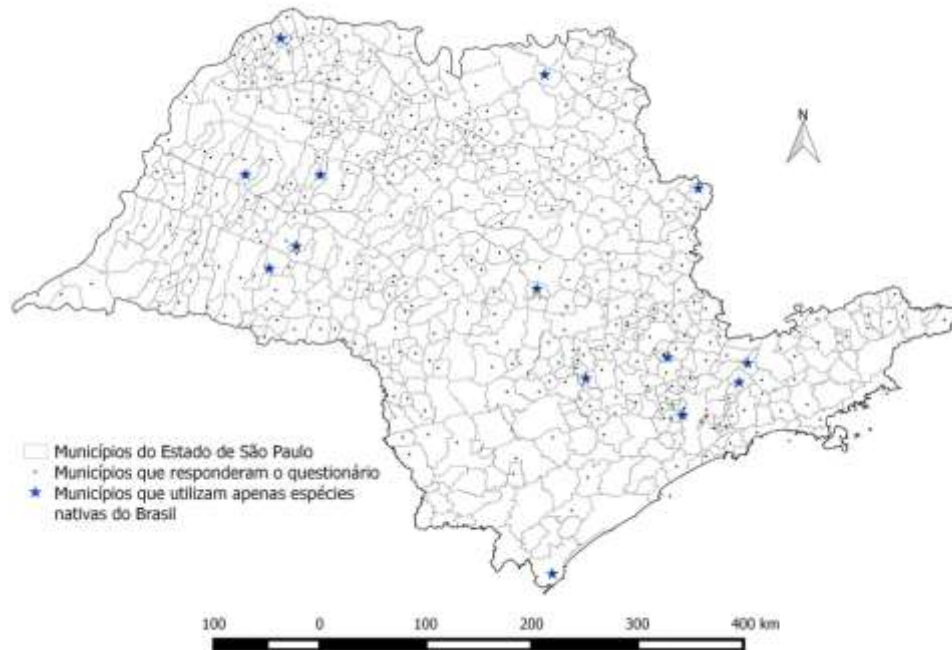 N
Municípios do Estado de São Paulo
Municípios que responderam o questionário
Municípios que utilizam apenas espécies
nativas do Brasil
100 0 100 200 300 400 km